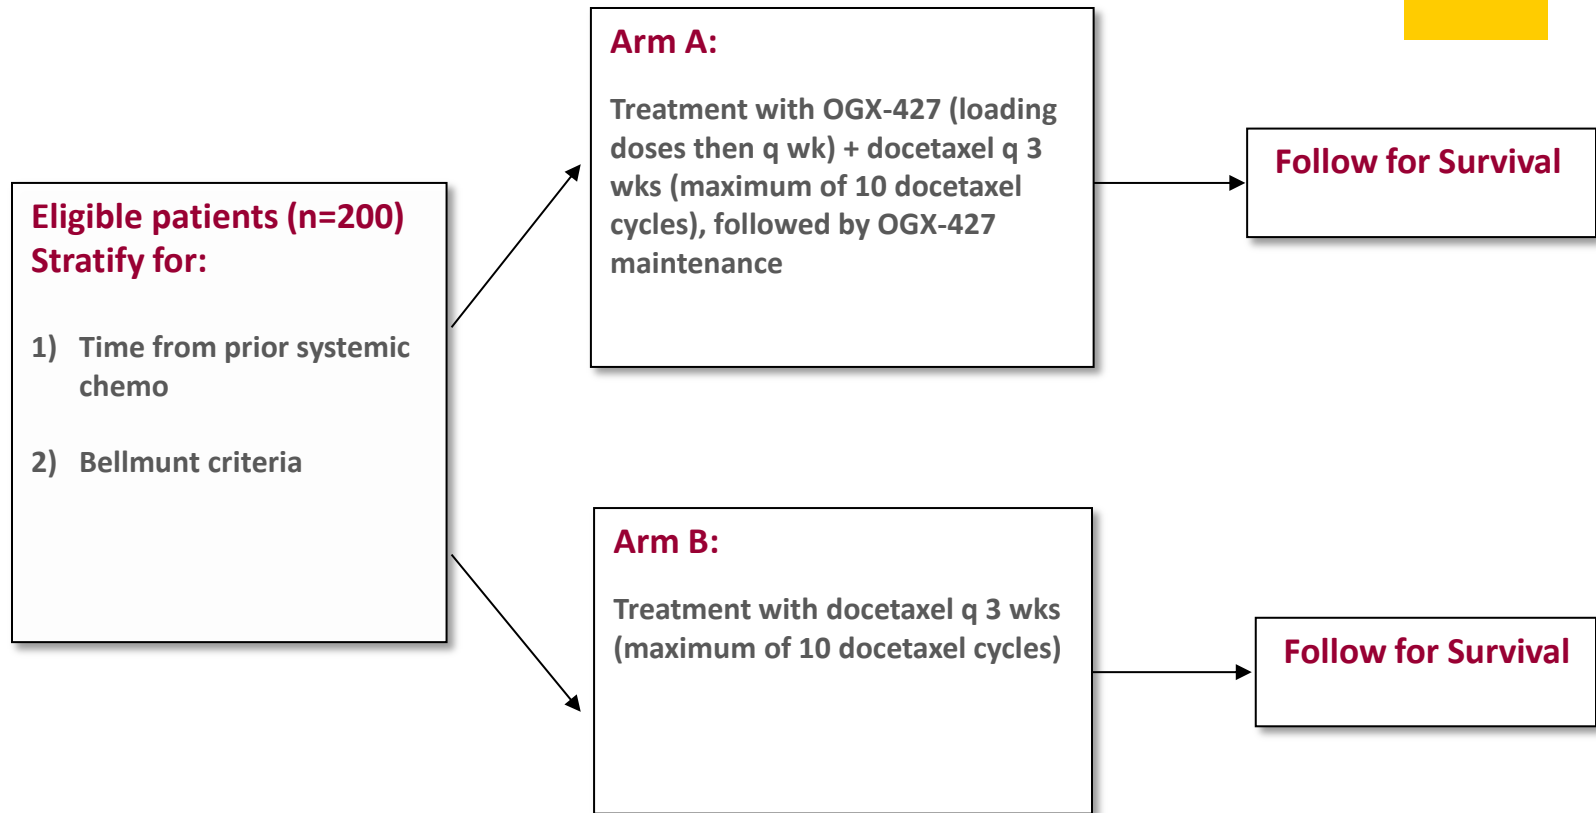 Eligible patients (n=200)
Stratify for:
1) Time from prior systemic
chemo
2) Bellmunt criteria
Arm A:
Treatment with OGX-427 (loading
doses then q wk) + docetaxel q 3
wks (maximum of 10 docetaxel
cycles), followed by OGX-427
maintenance
Follow for Survival
Arm B:
Treatment with docetaxel q 3 wks
(maximum of 10 docetaxel cycles)
Follow for Survival